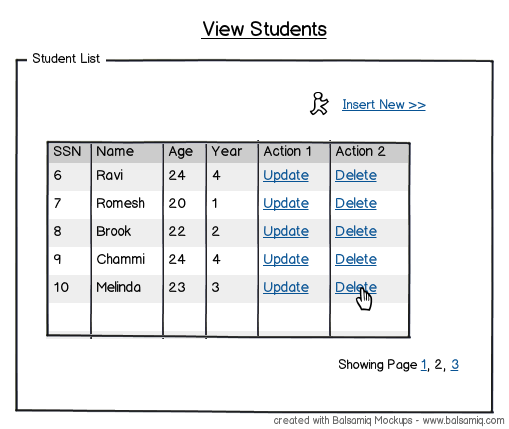 View Students
Student List
Insert New >>
SSN Name Age Year Action 1 Action 2
6 Ravi 24 4 Update Delete
7 Romesh 20 1 Update Delete
8 Brook 22 2 Update Delete
9 Chammi 24 4 Update Delete
10 Melinda 23 3 Update Delete
Showing Page 1, 2, 3
created with Balsamiq Mockups - www.balsamiq.com